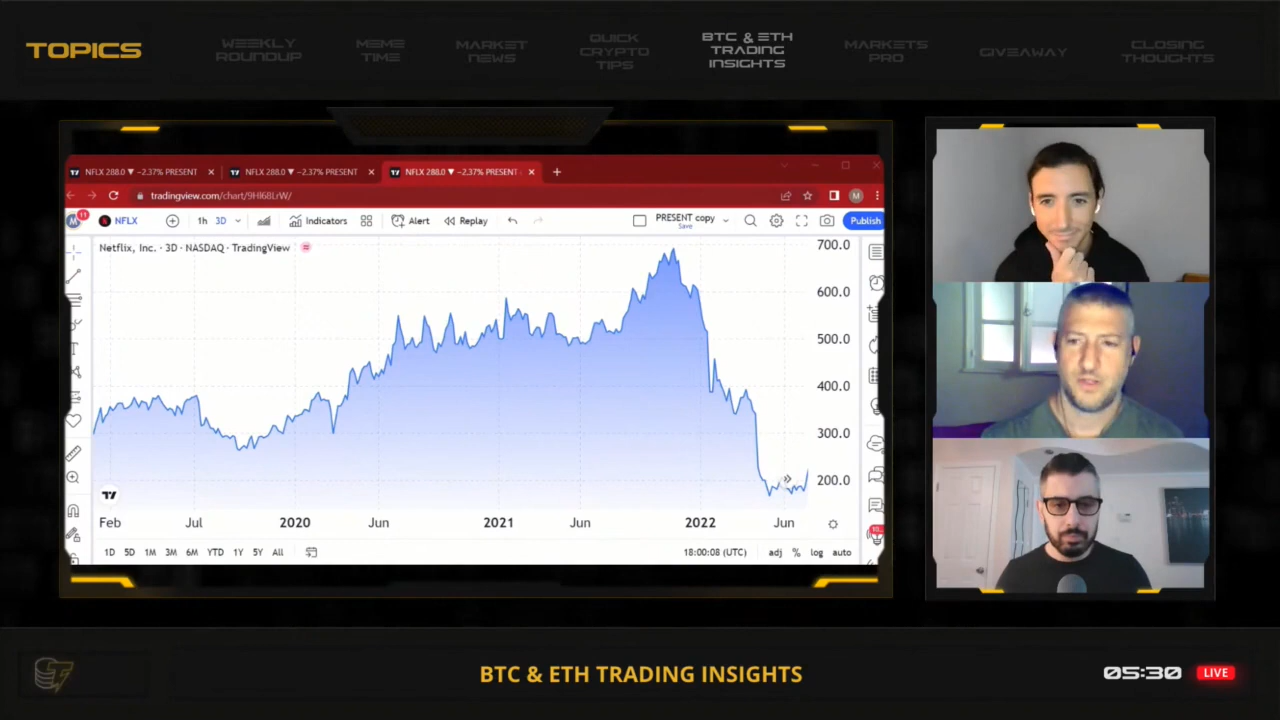 TOPICS
WEEKLY
ROUNDUP
MEME
TIME
MARKET
NEWS
QUICK
CRYPTO
TIPS
BTC & ETH
TRADING
INSIGHTS
MARKETS
PRO
GIVEAWAY
CLOSING
THOUGHTS
NFLX 288.0 ▼ −2.37% PRESENT
NFLX 288.0 ▼ −2.37% PRESENT
NFLX 288.0 ▼ −2.37% PRESENT
tradingview.com/chart/9HI68LrW/
M
M
11
NFLX
1h
3D
Indicators
Alert
Replay
PRESENT copy
Save
Publish
Netflix, Inc. · 3D · NASDAQ · TradingView
700.0
600.0
500.0
400.0
300.0
200.0
Feb
Jul
2020
Jun
2021
Jun
2022
Jun
1D
5D
1M
3M
6M
YTD
1Y
5Y
All
18:00:08 (UTC)
adj
%
log
auto
BTC & ETH TRADING INSIGHTS
05:30
LIVE